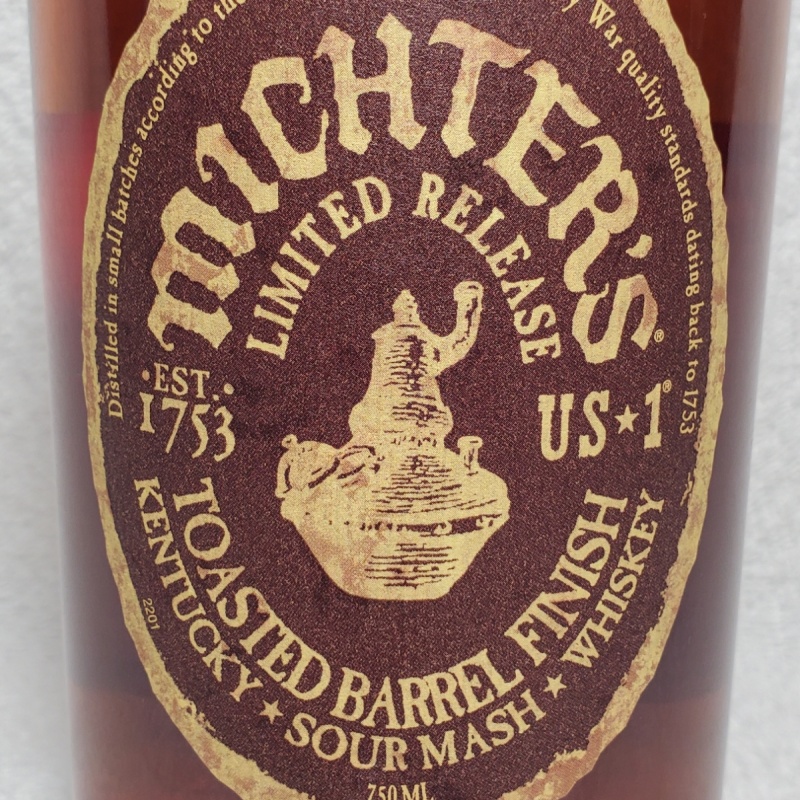 Distilled in small batches according to the
War quality standards dating back to 1753
MICHTER'S®
LIMITED RELEASE
·EST.·
1753
US★1®
TOASTED BARREL FINISH
KENTUCKY ★ SOUR MASH ★ WHISKEY
2201
750 ML